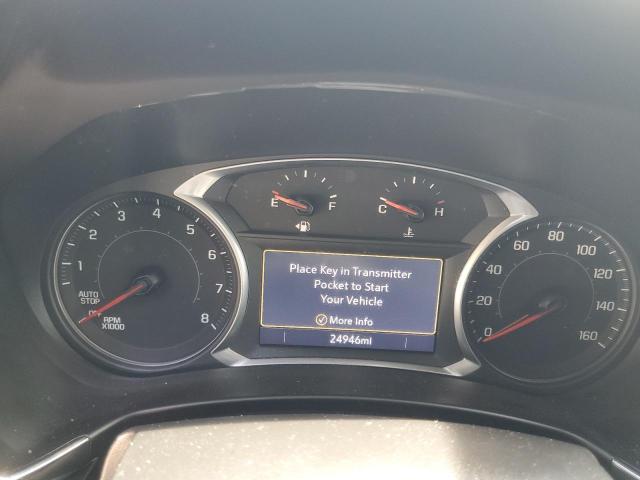 E F
C H
1 2 3 4 5 6 7 8
AUTO
STOP
OFF
RPM
X1000
Place Key in Transmitter
Pocket to Start
Your Vehicle
More Info
24946mi
0 20 40 60 80 100 120 140 160